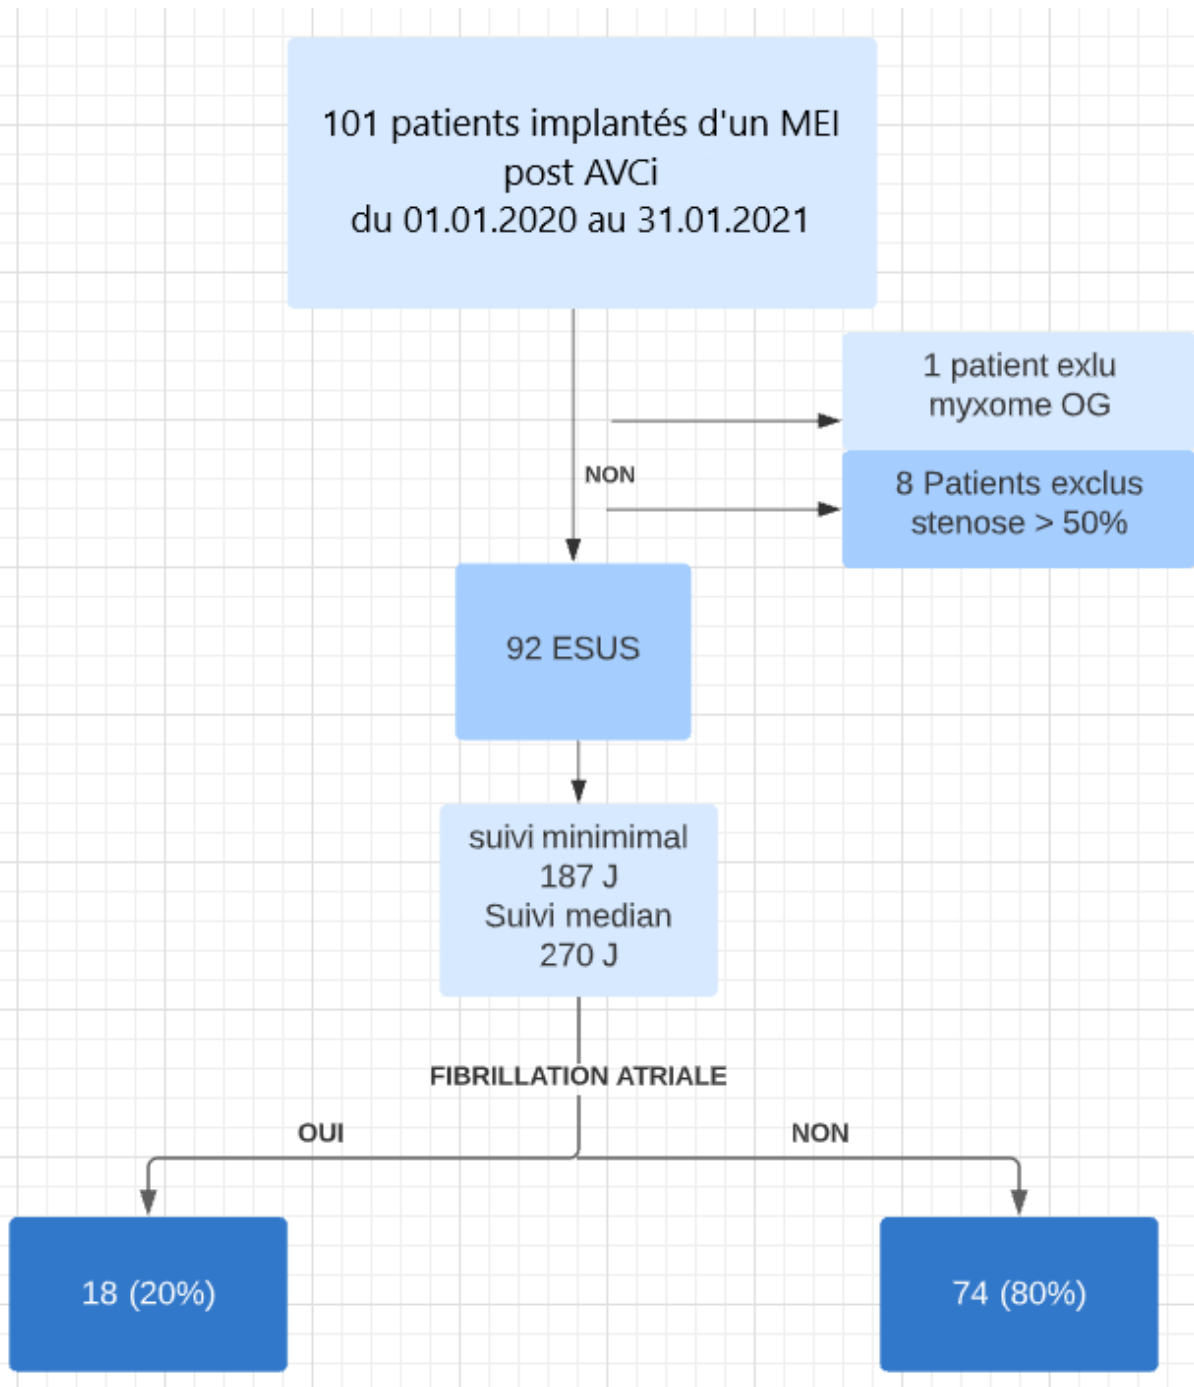 101 patients implantés d'un MEI
post AVCi
du 01.01.2020 au 31.01.2021
1 patient exlu
myxome OG
NON
8 Patients exclus
stenose > 50%
92 ESUS
suivi minimimal
187 J
Suivi median
270 J
FIBRILLATION ATRIALE
OUI
NON
18 (20%)
74 (80%)